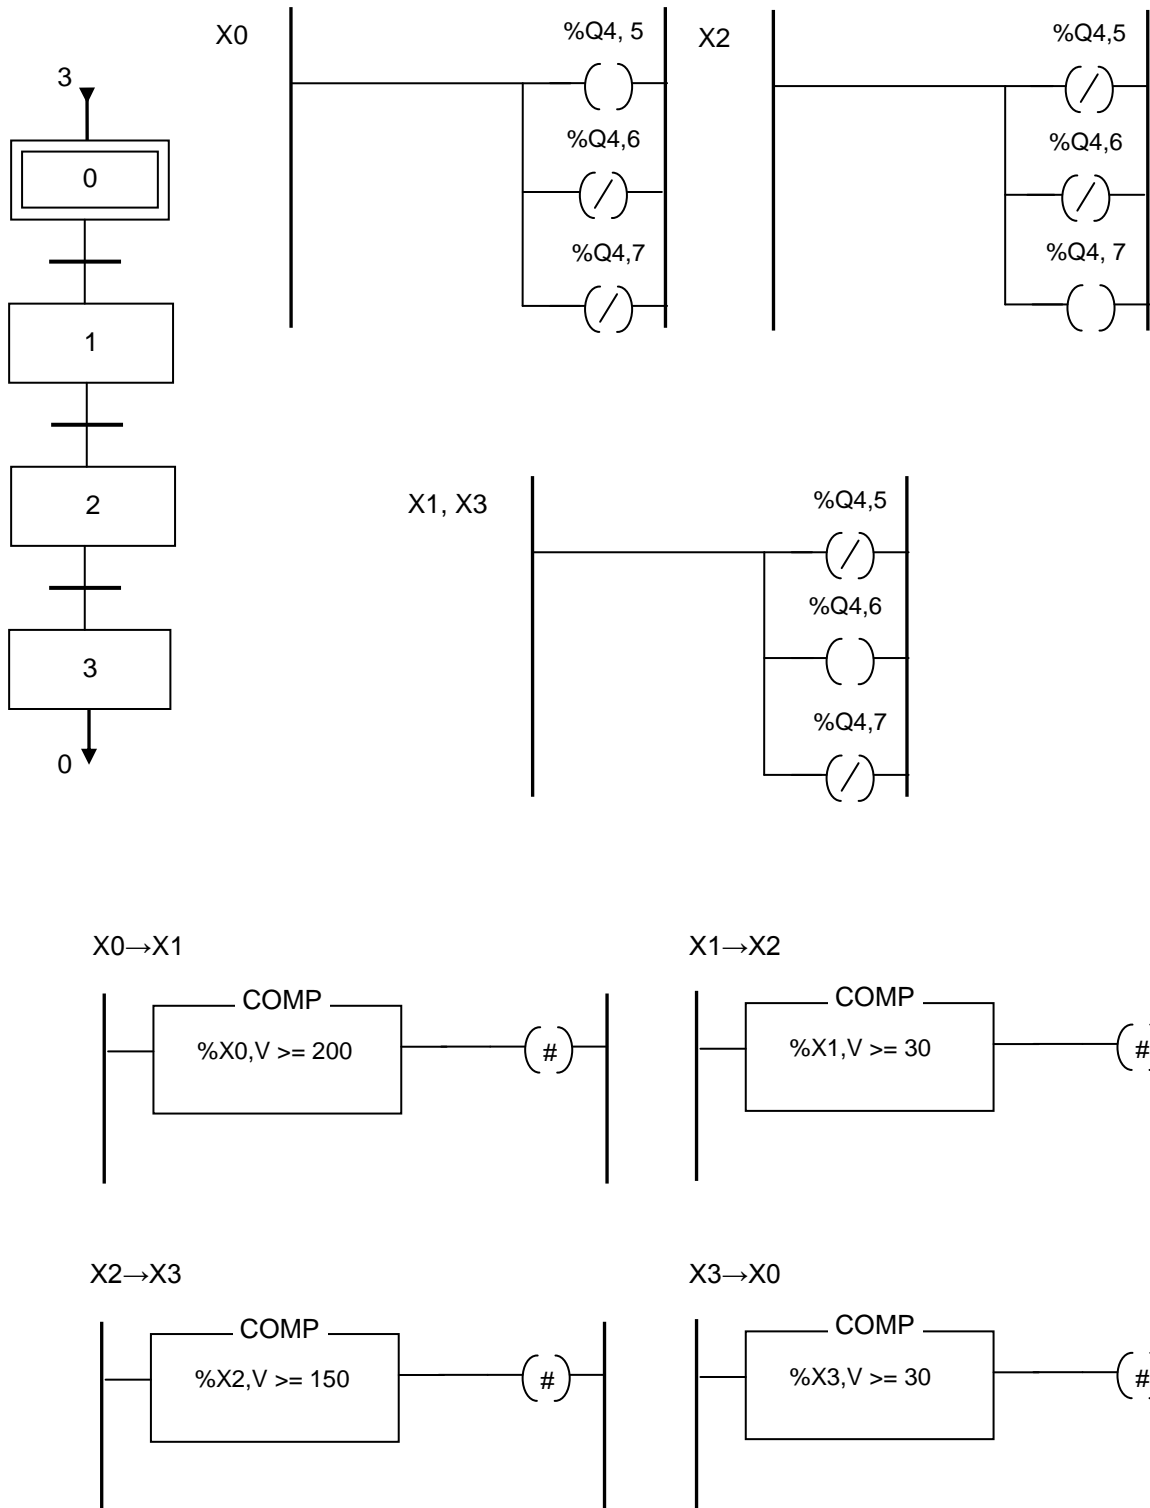 X0
%Q4, 5
%Q4,6
%Q4,7
X2
%Q4,5
%Q4,6
%Q4, 7
3
0
1
2
3
0
X1, X3
%Q4,5
%Q4,6
%Q4,7
X0→X1
COMP
%X0,V >= 200
#
X1→X2
COMP
%X1,V >= 30
#
X2→X3
COMP
%X2,V >= 150
#
X3→X0
COMP
%X3,V >= 30
#